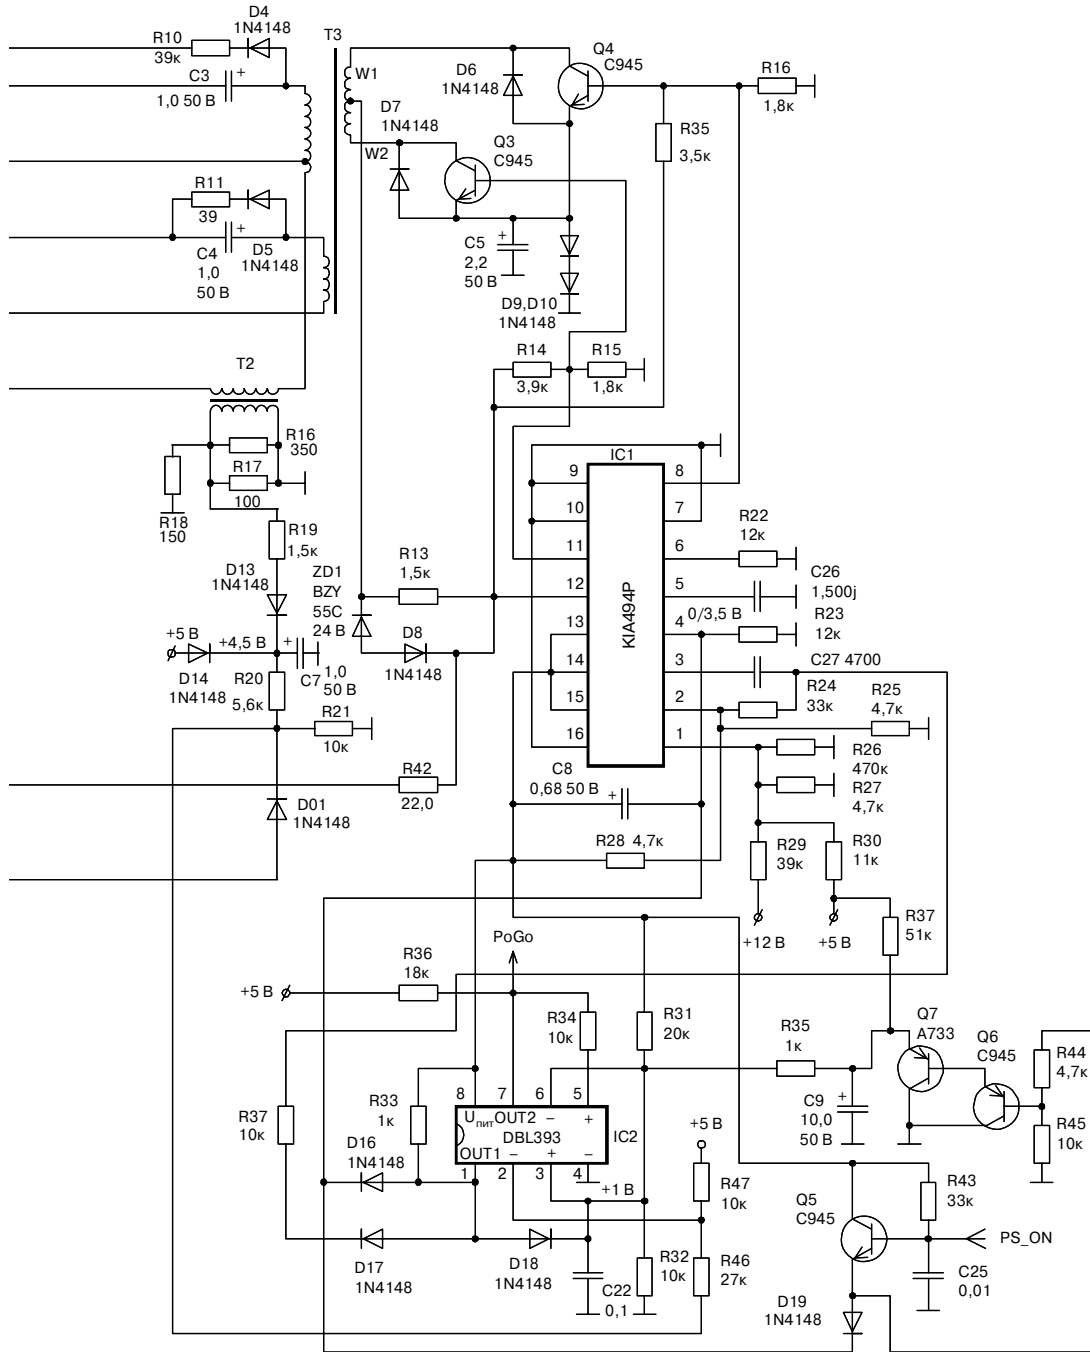 D4
1N4148
R10
39к
T3
C3
+
1,0 50 В
W1
D6
1N4148
Q4
C945
R16
1,8к
D7
1N4148
W2
Q3
C945
R35
3,5к
R11
39
+
C4
1,0
50 В
D5
1N4148
+
C5
2,2
50 В
D9,D10
1N4148
T2
R14
3,9к
R15
1,8к
R16
350
R17
100
R18
150
R19
1,5к
IC1
KIA494P
9
10
11
12
13
14
15
16
8
7
6
5
4
3
2
1
R22
12к
C26
1,500j
0/3,5 В
R23
12к
C27 4700
R24
33к
R25
4,7к
R26
470к
R27
4,7к
D13
1N4148
ZD1
BZY
55C
24 В
R13
1,5к
D8
1N4148
+5 В
+4,5 В
+
D14
1N4148
R20
5,6к
C7
1,0
50 В
R21
10к
R42
22,0
C8
0,68 50 В
+
D01
1N4148
R28 4,7к
R29
39к
R30
11к
+12 В
+5 В
R37
51к
PoGo
R36
18к
+5 В
R34
10к
R31
20к
R35
1к
Q7
A733
Q6
C945
R44
4,7к
R37
10к
R33
1к
8
7
6
5
Uпит
OUT2
–
+
DBL393
IC2
OUT1
–
+
–
1
2
3
4
+
C9
10,0
50 В
R45
10к
D16
1N4148
+1 В
+5 В
R47
10к
Q5
C945
R43
33к
PS_ON
D17
1N4148
D18
1N4148
C22
0,1
R32
10к
R46
27к
C25
0,01
D19
1N4148